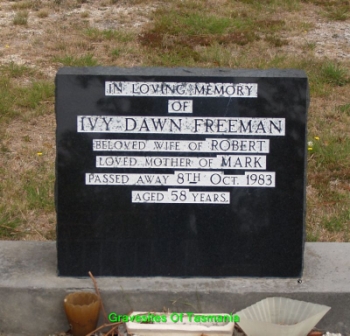 IN LOVING MEMORY
OF
IVY DAWN FREEMAN
BELOVED WIFE OF ROBERT
LOVED MOTHER OF MARK
PASSED AWAY 8TH OCT. 1983
AGED 58 YEARS.
Gravesites Of Tasmania